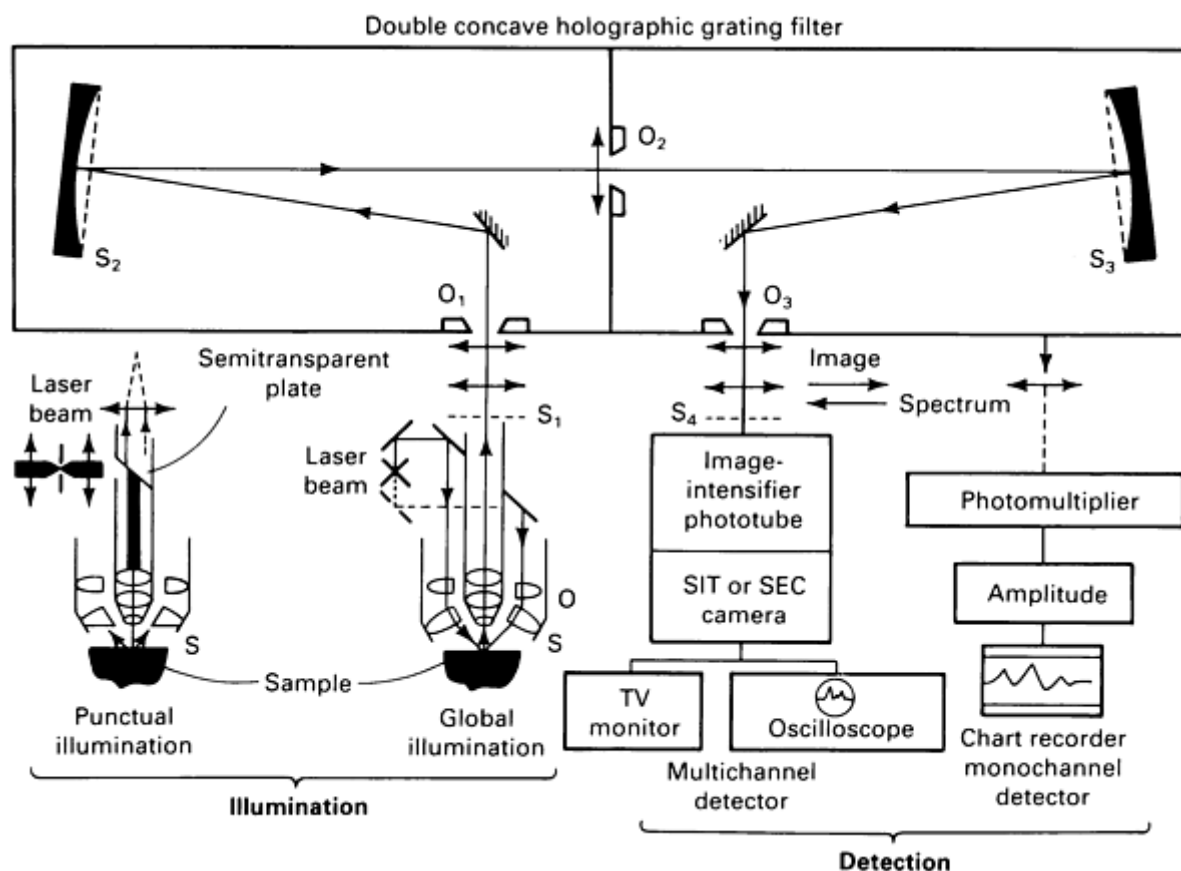 Double concave holographic grating filter
O₂
S₂
S₃
O₁
O₃
Semitransparent
plate
Laser
beam
Image
Spectrum
S₁
S₄
Laser
beam
Image-
intensifier
phototube
Photomultiplier
SIT or SEC
camera
Amplitude
O
S
Sample
TV
monitor
Oscilloscope
Punctual
illumination
Global
illumination
Chart recorder
monochannel
detector
Multichannel
detector
Illumination
Detection